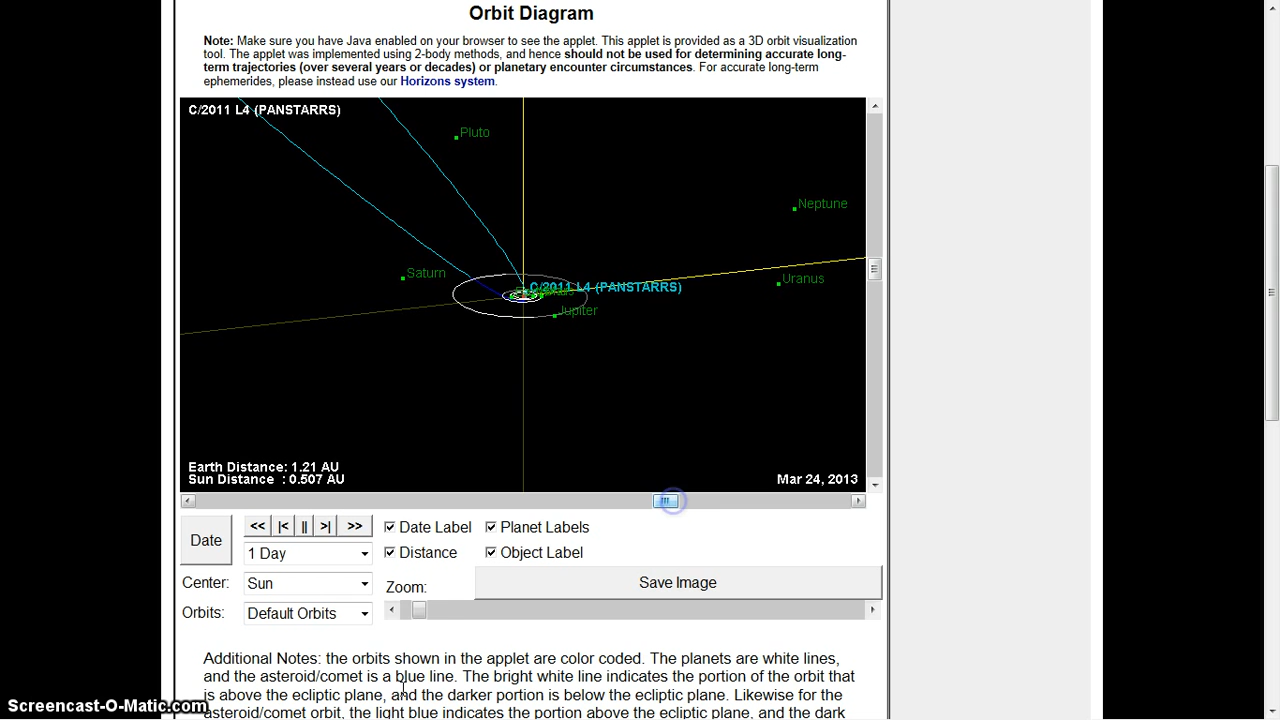 Orbit Diagram
Note: Make sure you have Java enabled on your browser to see the applet. This applet is provided as a 3D orbit visualization
tool. The applet was implemented using 2-body methods, and hence should not be used for determining accurate long-
term trajectories (over several years or decades) or planetary encounter circumstances. For accurate long-term
ephemerides, please instead use our Horizons system.
C/2011 L4 (PANSTARRS)
Pluto
Neptune
Saturn
Uranus
C/2011 L4 (PANSTARRS)
Jupiter
Earth Distance: 1.21 AU
Sun Distance : 0.507 AU
Mar 24, 2013
Date
<< |< || >| >>
Date Label
Planet Labels
1 Day
Distance
Object Label
Center: Sun
Zoom:
Save Image
Orbits: Default Orbits
Additional Notes: the orbits shown in the applet are color coded. The planets are white lines,
and the asteroid/comet is a blue line. The bright white line indicates the portion of the orbit that
is above the ecliptic plane, and the darker portion is below the ecliptic plane. Likewise for the
asteroid/comet orbit, the light blue indicates the portion above the ecliptic plane, and the dark
Screencast-O-Matic.com